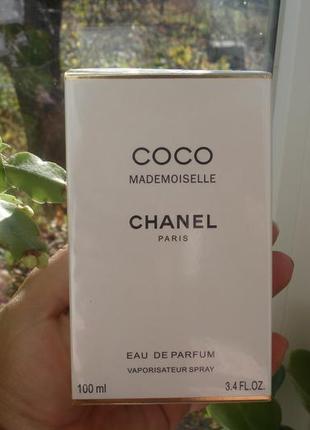 COCO
MADEMOISELLE
CHANEL
PARIS
EAU DE PARFUM
VAPORISATEUR SPRAY
100 ml 3.4 FL.OZ.